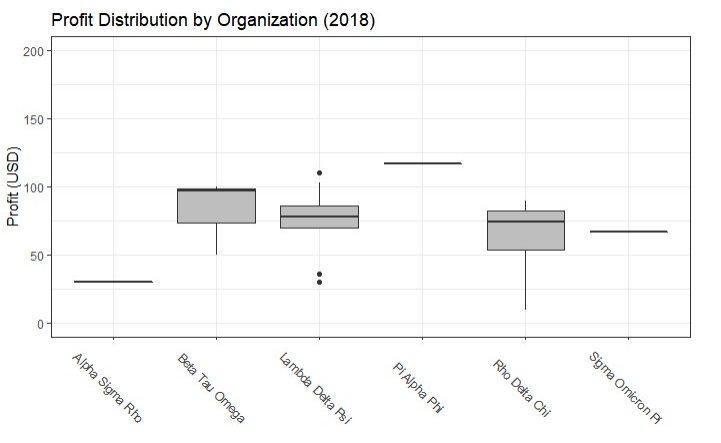 Profit Distribution by Organization (2018)
Profit (USD)
200
150
100
50
0
Alpha Sigma Rho
Beta Tau Omega
Lambda Delta Psi
Pi Alpha Phi
Rho Delta Chi
Sigma Omicron Pi